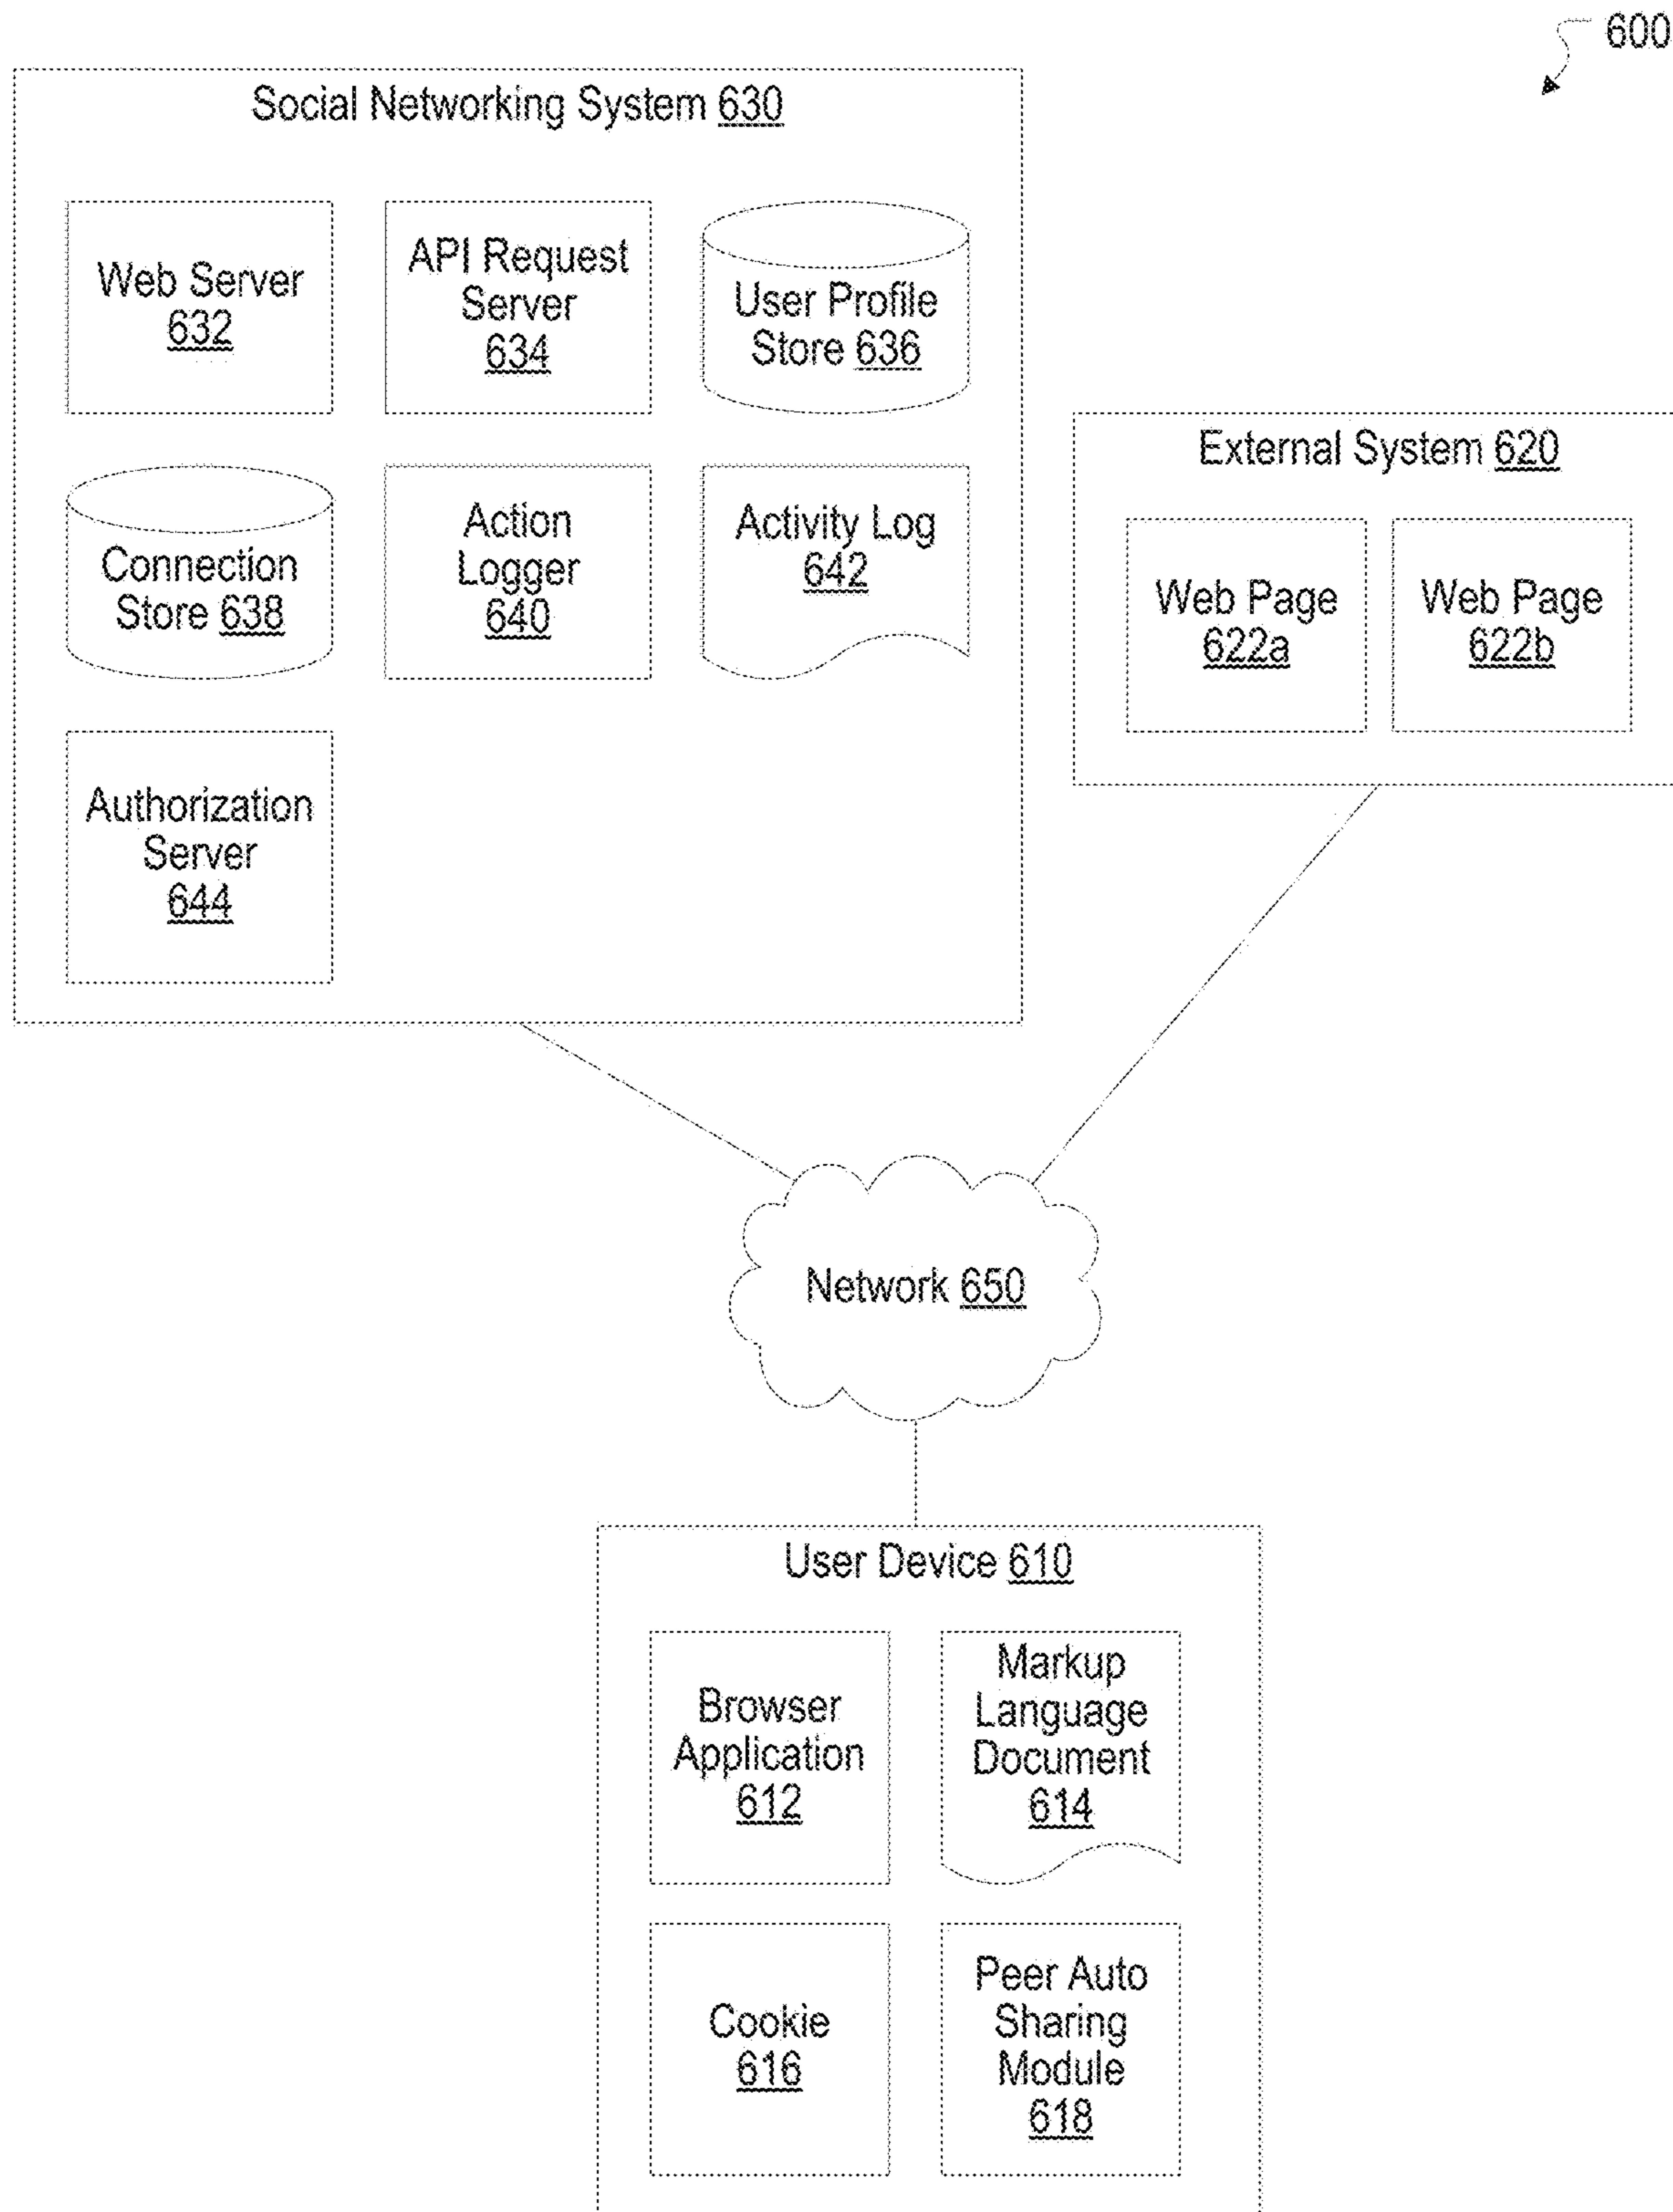 600
Social Networking System 630
Web Server
632
API Request
Server
634
User Profile
Store 636
Connection
Store 638
Action
Logger
640
Activity Log
642
Authorization
Server
644
External System 620
Web Page
622a
Web Page
622b
Network 650
User Device 610
Browser
Application
612
Markup
Language
Document
614
Cookie
616
Peer Auto
Sharing
Module
618